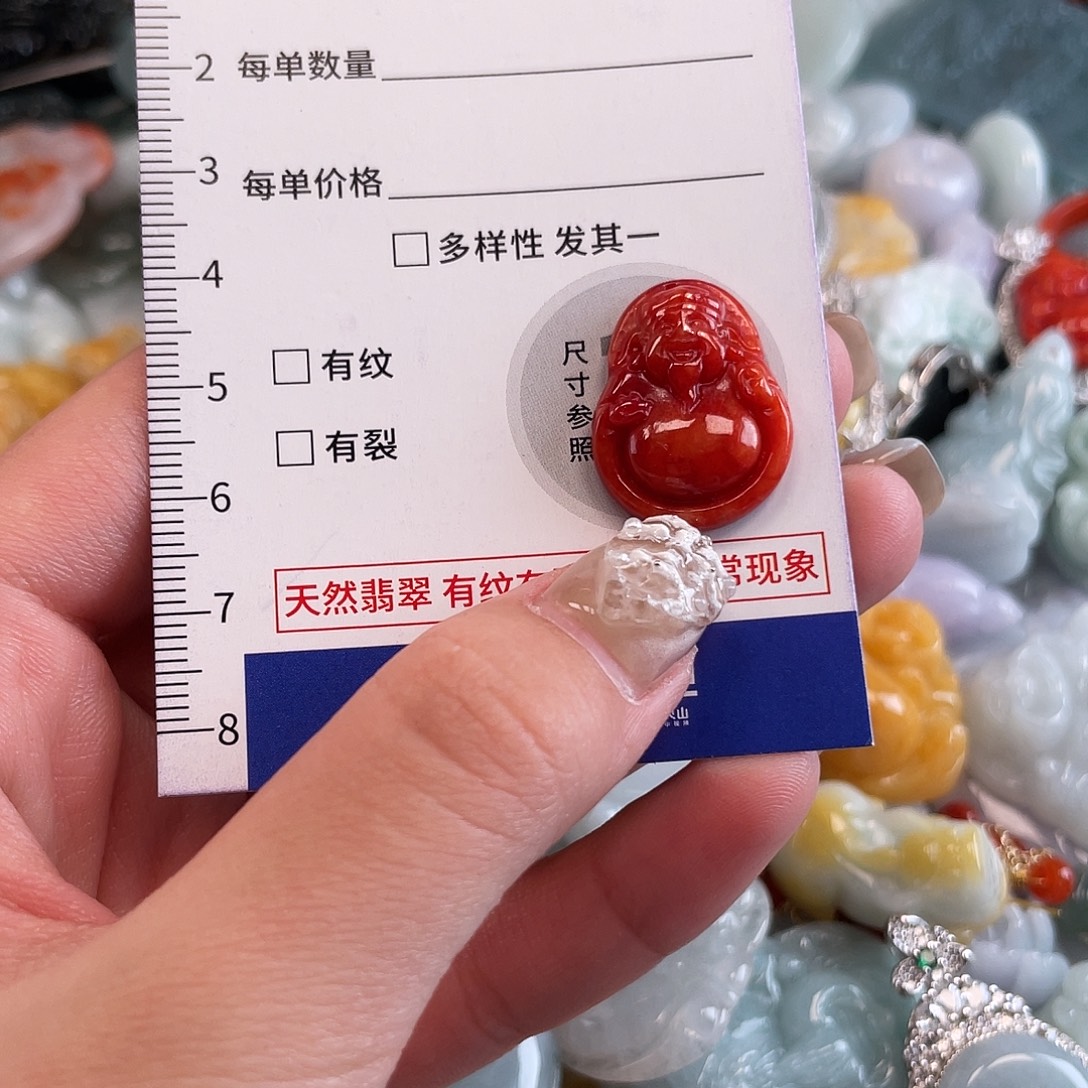 2 每单数量
3 每单价格
多样性 发其一
4
有纹
5
尺寸参照
有裂
6
天然翡翠 有纹 常现象
7
8